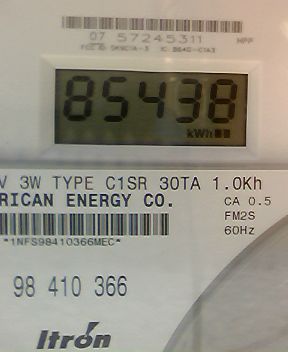 07 57245311 NPF
85438
kWh
V 3W TYPE C1SR 30TA 1.0Kh
RICAN ENERGY CO. CA 0.5
FM2S
60Hz
*1NFS98410366MEC*
98 410 366
Itron